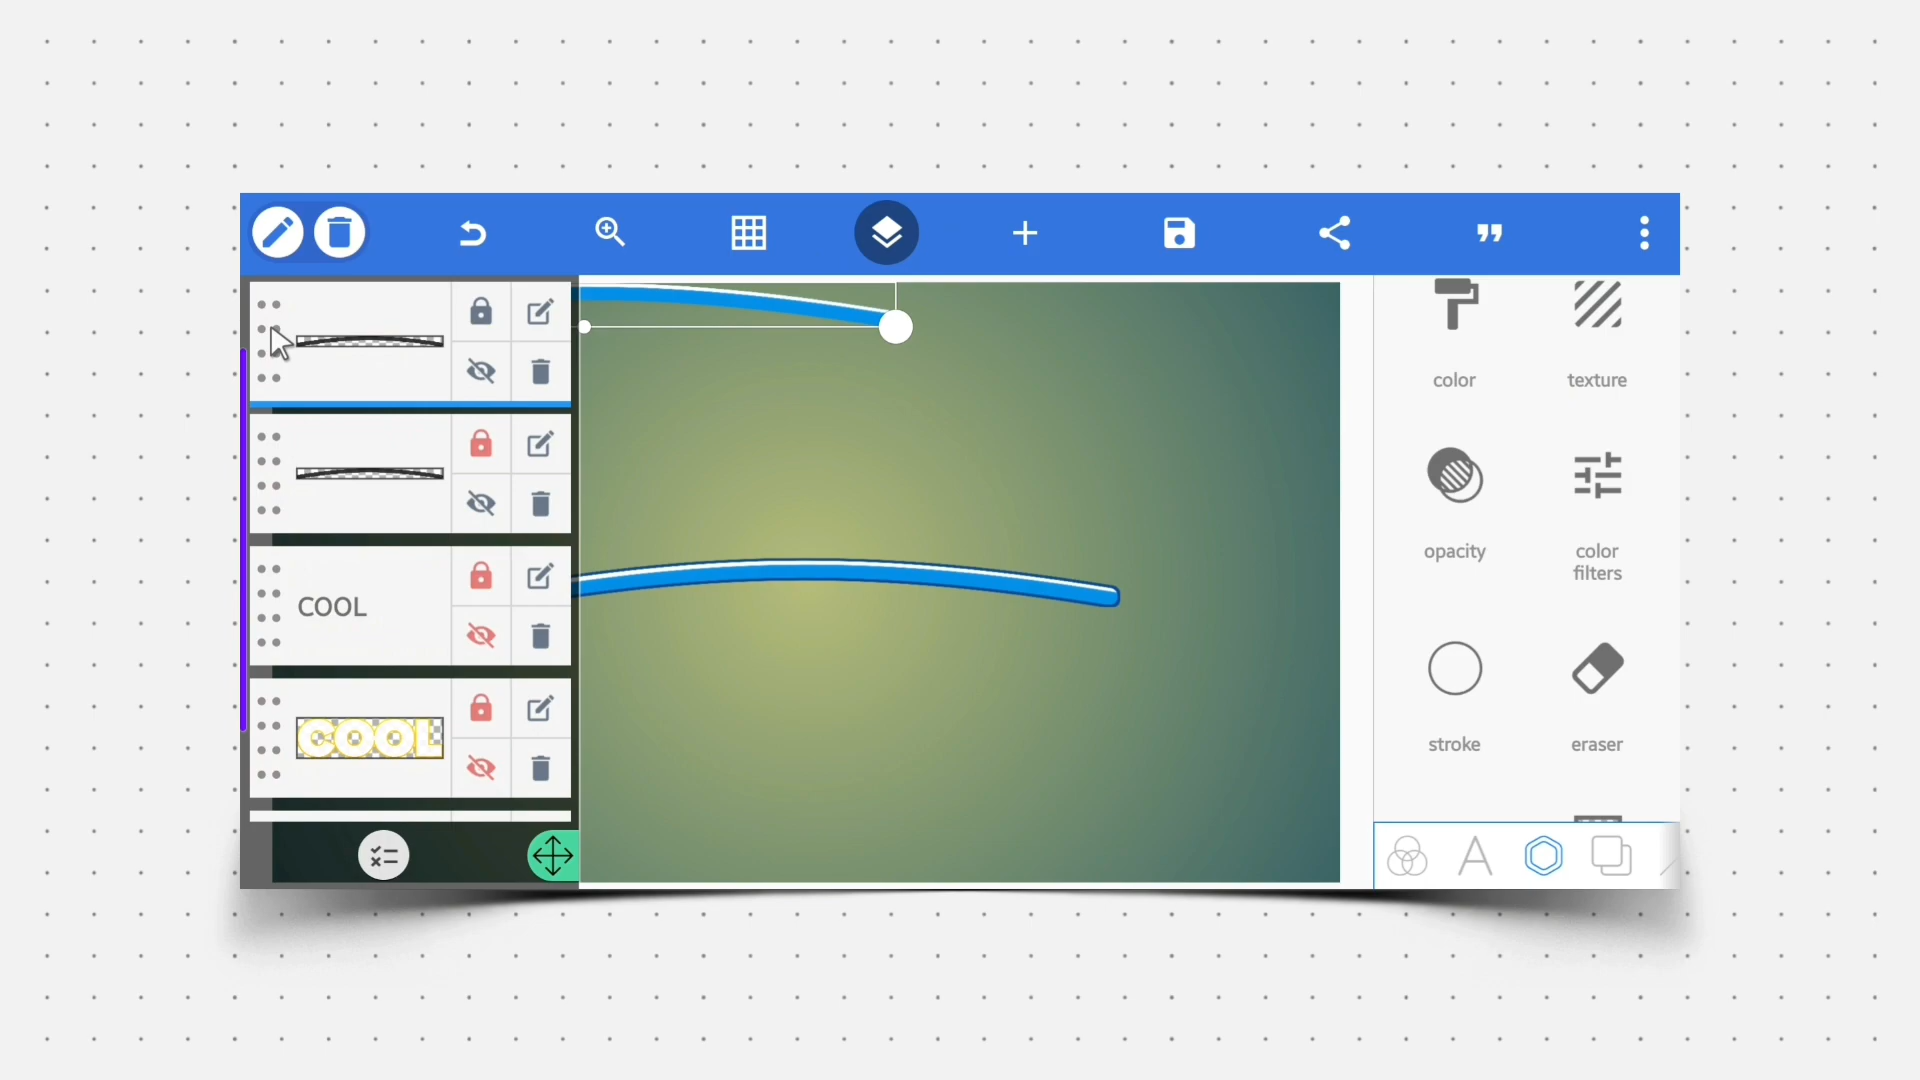 color texture
opacity color
filters
stroke eraser
COOL
COOL